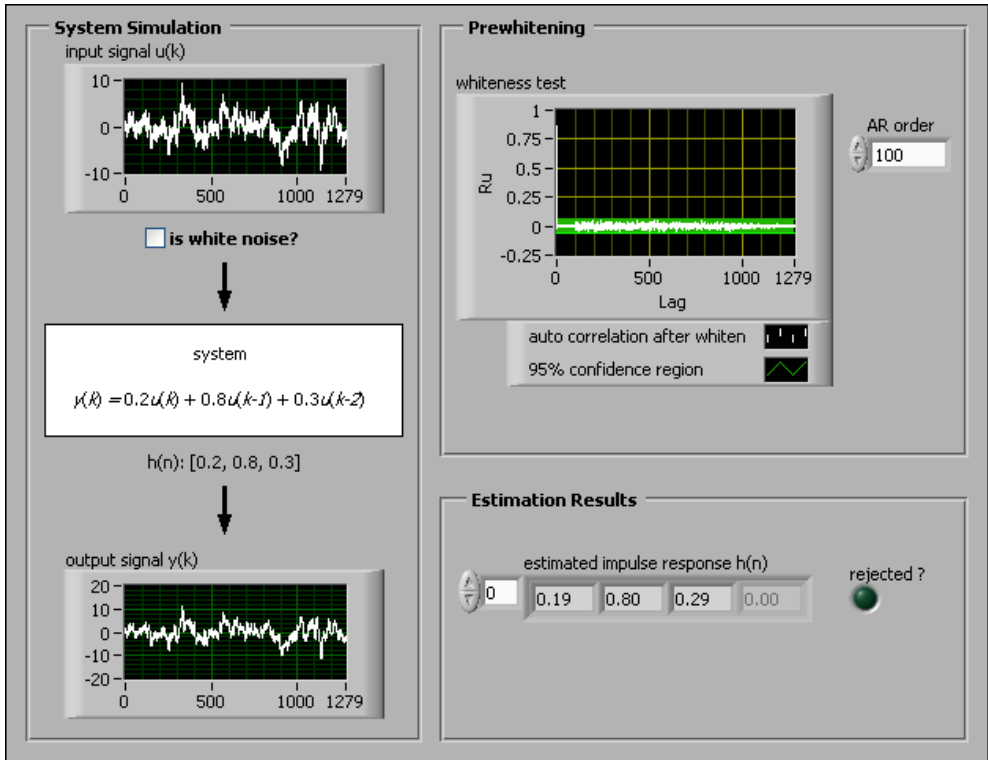 System Simulation
input signal u(k)
10
0
-10
0 500 1000 1279
is white noise?
system
y(k) = 0.2u(k) + 0.8u(k-1) + 0.3u(k-2)
h(n): [0.2, 0.8, 0.3]
output signal y(k)
20
10
0
-10
-20
0 500 1000 1279
Prewhitening
whiteness test
1
0.75
0.5
0.25
0
-0.25
Ru
0 500 1000 1279
Lag
auto correlation after whiten
95% confidence region
AR order
100
Estimation Results
estimated impulse response h(n)
0 0.19 0.80 0.29 0.00
rejected ?